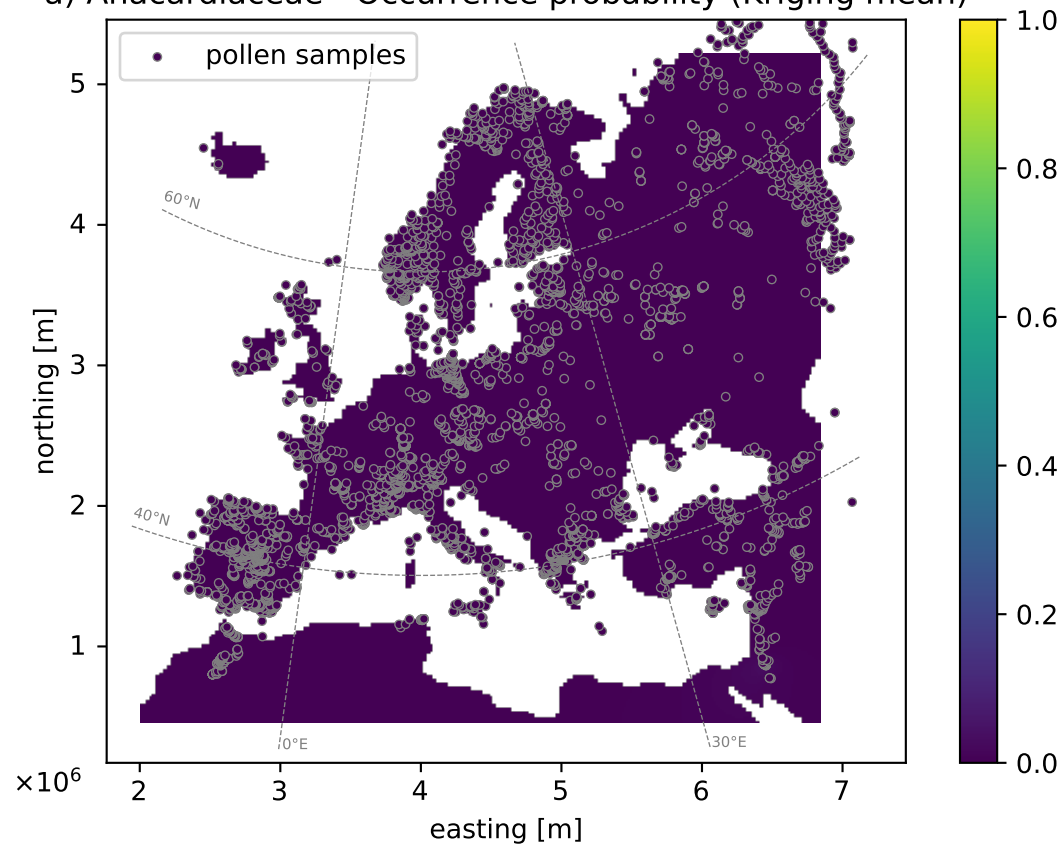 a) Anacardiaceae - Occurrence probability (Kriging mean)
pollen samples
1.0
0.8
0.6
0.4
0.2
0.0
5
4
3
2
1
northing [m]
60°N
40°N
0°E
30°E
×10⁶
2 3 4 5 6 7
easting [m]